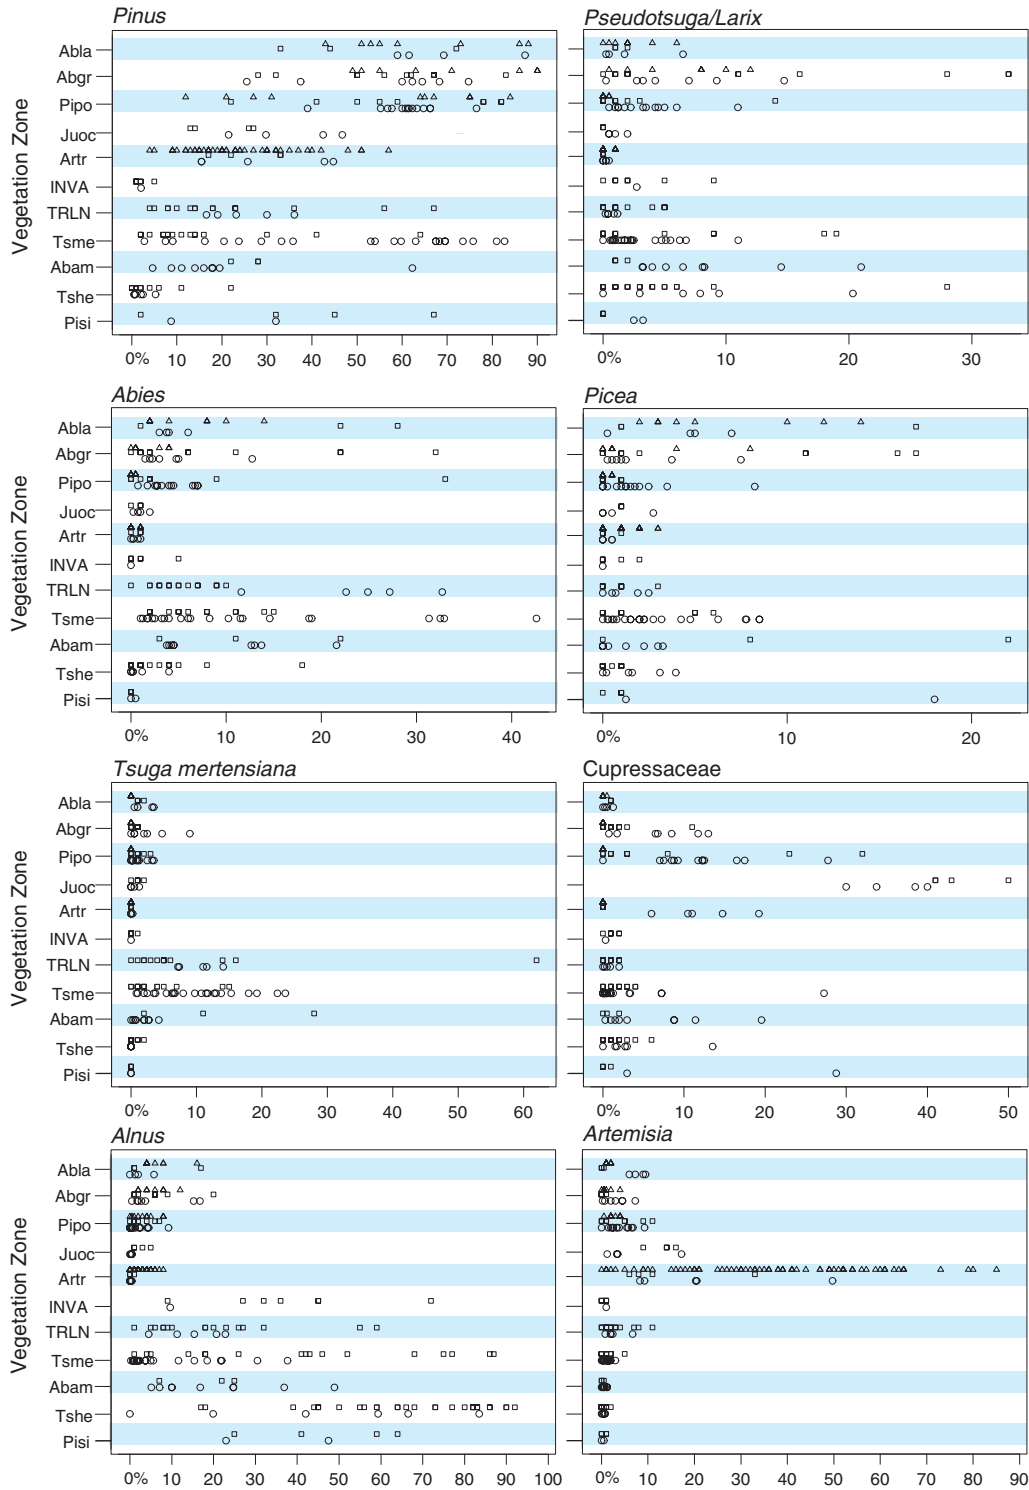 Pinus
Pseudotsuga/Larix
Vegetation Zone
Abla
Abgr
Pipo
Juoc
Artr
INVA
TRLN
Tsme
Abam
Tshe
Pisi
0% 10 20 30 40 50 60 70 80 90
0% 10 20 30
Abies
Picea
Vegetation Zone
Abla
Abgr
Pipo
Juoc
Artr
INVA
TRLN
Tsme
Abam
Tshe
Pisi
0% 10 20 30 40
0% 10 20
Tsuga mertensiana
Cupressaceae
Vegetation Zone
Abla
Abgr
Pipo
Juoc
Artr
INVA
TRLN
Tsme
Abam
Tshe
Pisi
0% 10 20 30 40 50 60
0% 10 20 30 40 50
Alnus
Artemisia
Vegetation Zone
Abla
Abgr
Pipo
Juoc
Artr
INVA
TRLN
Tsme
Abam
Tshe
Pisi
0% 10 20 30 40 50 60 70 80 90 100
0% 10 20 30 40 50 60 70 80 90